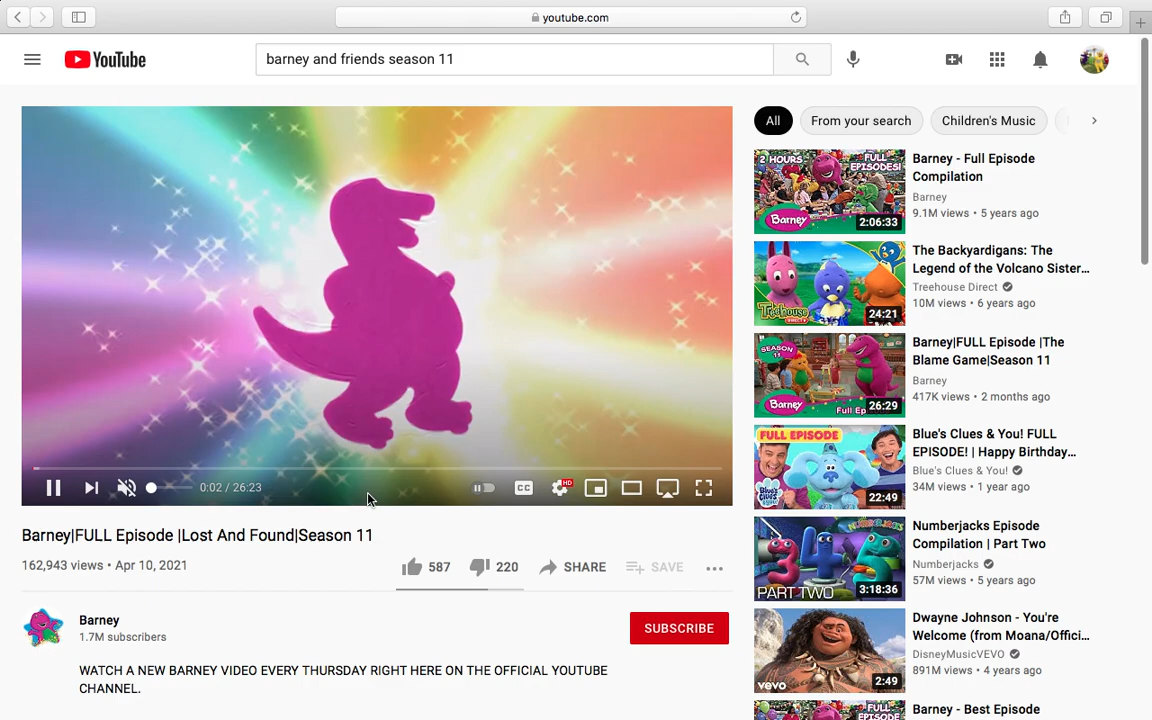 youtube.com
YouTube
barney and friends season 11
HD
CC
0:02 / 26:23
Barney|FULL Episode |Lost And Found|Season 11
162,943 views • Apr 10, 2021
587
220
SHARE
SAVE
Barney
1.7M subscribers
SUBSCRIBE
WATCH A NEW BARNEY VIDEO EVERY THURSDAY RIGHT HERE ON THE OFFICIAL YOUTUBE
CHANNEL.
All
From your search
Children's Music
2 HOURS
FULL
EPISODES!
Barney
2:06:33
Barney - Full Episode
Compilation
Barney
9.1M views • 5 years ago
Treehouse
DIRECT
24:21
The Backyardigans: The
Legend of the Volcano Sister...
Treehouse Direct
10M views • 6 years ago
SEASON
11
Barney
Full Ep
26:29
Barney|FULL Episode |The
Blame Game|Season 11
Barney
417K views • 2 months ago
FULL EPISODE!
22:49
Blue's Clues & You! FULL
EPISODE! | Happy Birthday...
Blue's Clues & You!
34M views • 1 year ago
NUMBERJACKS
PART TWO
3:18:36
Numberjacks Episode
Compilation | Part Two
Numberjacks
57M views • 5 years ago
vevo
2:49
Dwayne Johnson - You're
Welcome (from Moana/Offici...
DisneyMusicVEVO
891M views • 4 years ago
FULL
Barney - Best Episode